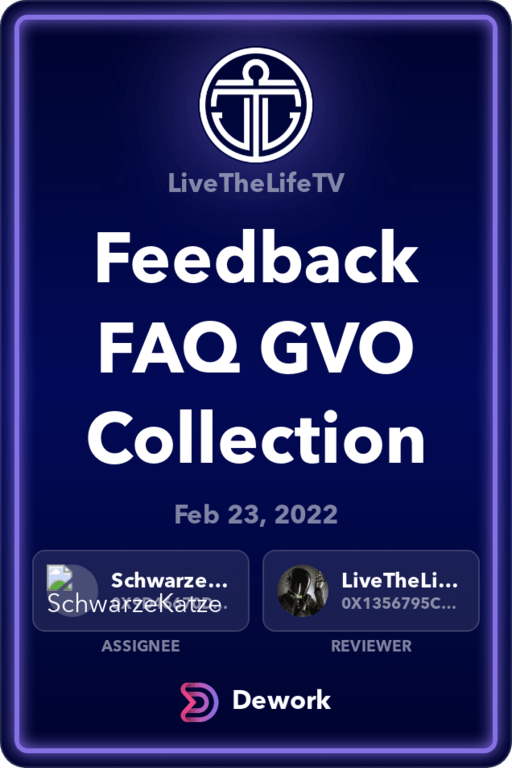 LiveTheLifeTV
Feedback
FAQ GVO
Collection
Feb 23, 2022
Schwarze... LiveTheLi...
SchwarzeKatze 0X1356795C...
ASSIGNEE REVIEWER
Dework